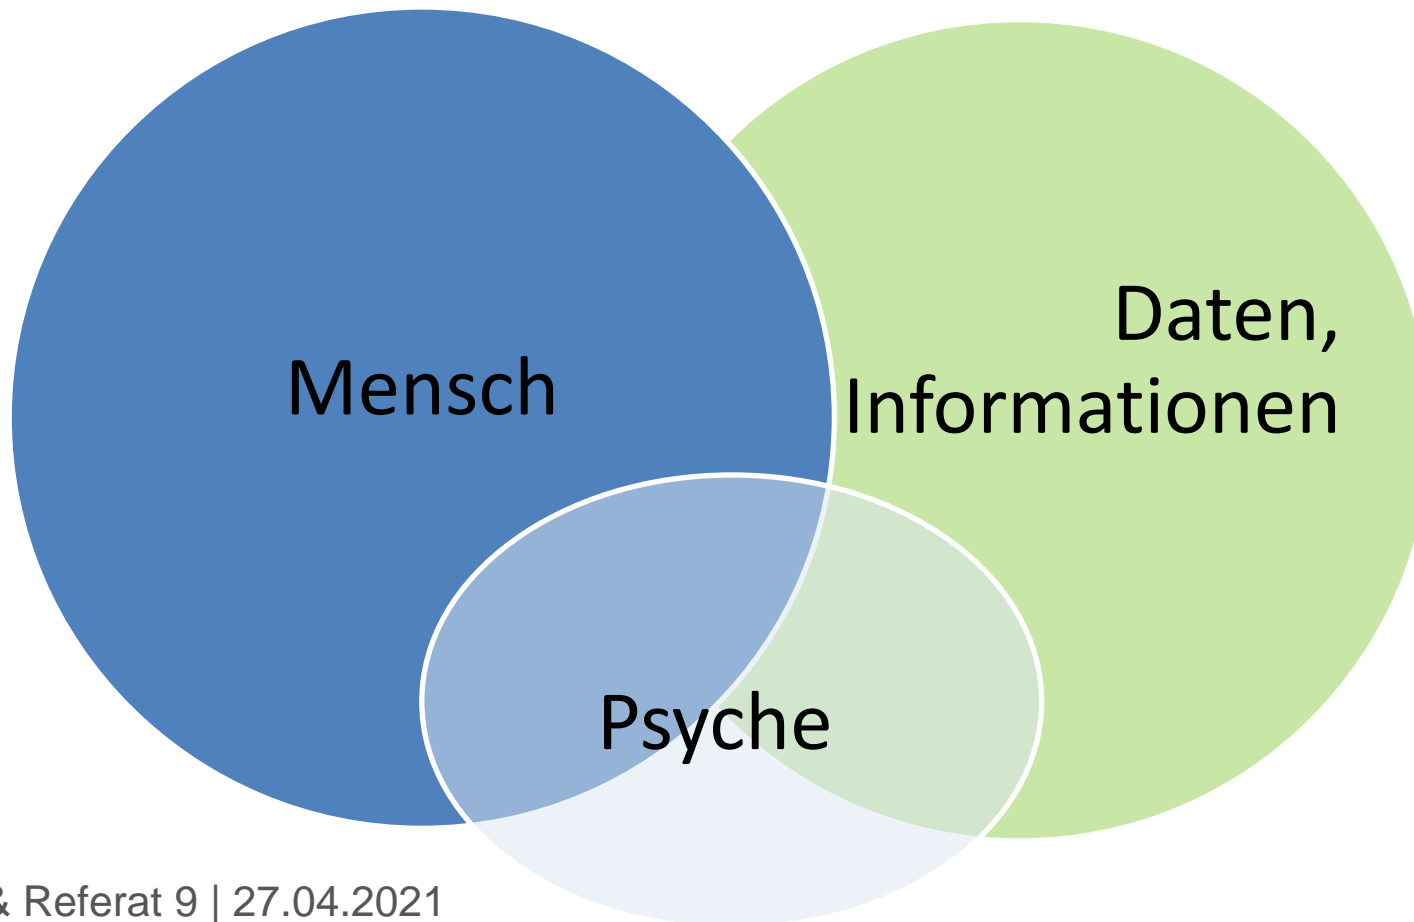 Daten,
Informationen
Mensch
Psyche
& Referat 9 | 27.04.2021